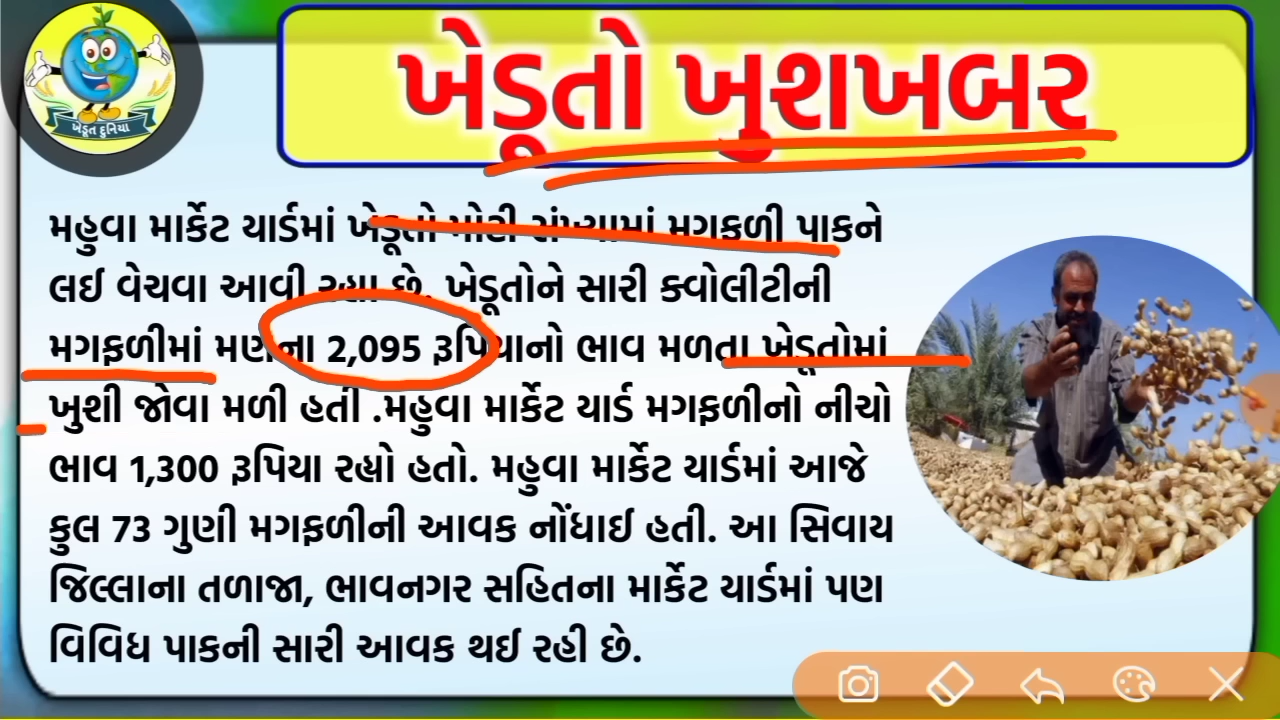 ખેડૂત દુનિયા
ખેડૂતો ખુશખબર
મહુવા માર્કેટ યાર્ડમાં ખેડૂતો મોટી સંખ્યામાં મગફળી પાકને
લઈ વેચવા આવી રહ્યા છે. ખેડૂતોને સારી ક્વોલીટીની
મગફળીમાં મણના 2,095 રૂપિયાનો ભાવ મળતા ખેડૂતોમાં
ખુશી જોવા મળી હતી .મહુવા માર્કેટ યાર્ડ મગફળીનો નીચો
ભાવ 1,300 રૂપિયા રહ્યો હતો. મહુવા માર્કેટ યાર્ડમાં આજે
કુલ 73 ગુણી મગફળીની આવક નોંધાઈ હતી. આ સિવાય
જિલ્લાના તળાજા, ભાવનગર સહિતના માર્કેટ યાર્ડમાં પણ
વિવિધ પાકની સારી આવક થઈ રહી છે.